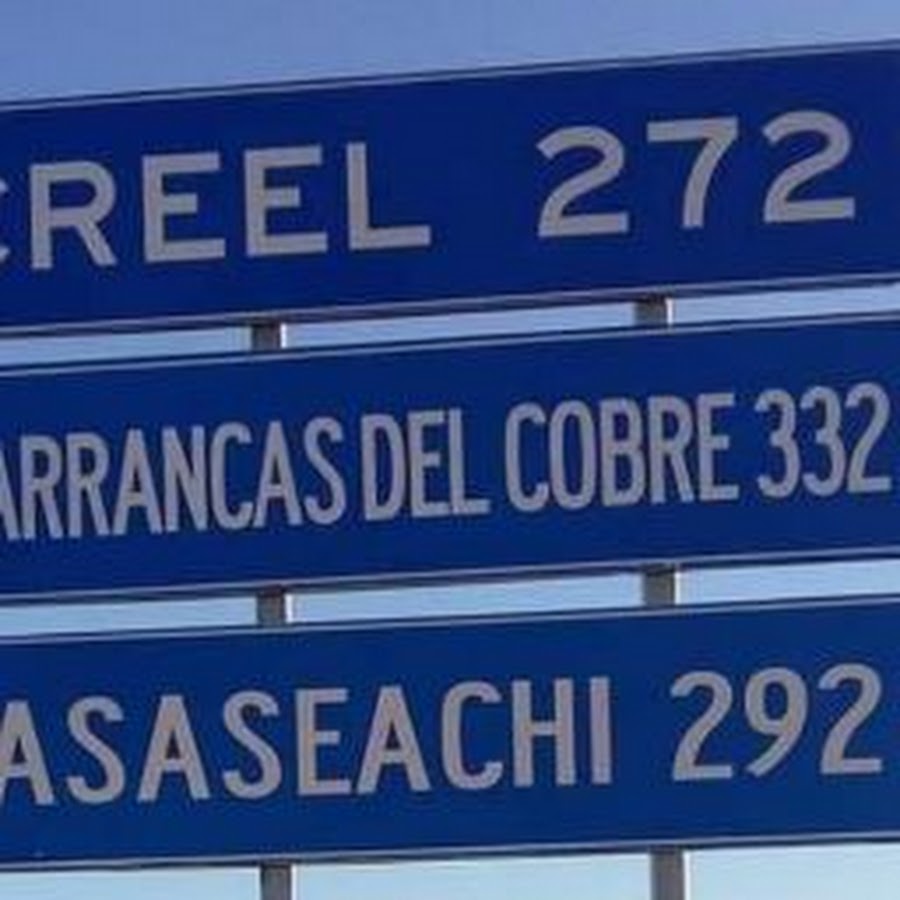 CREEL 272
ARRANCAS DEL COBRE 332
ASASEACHI 292